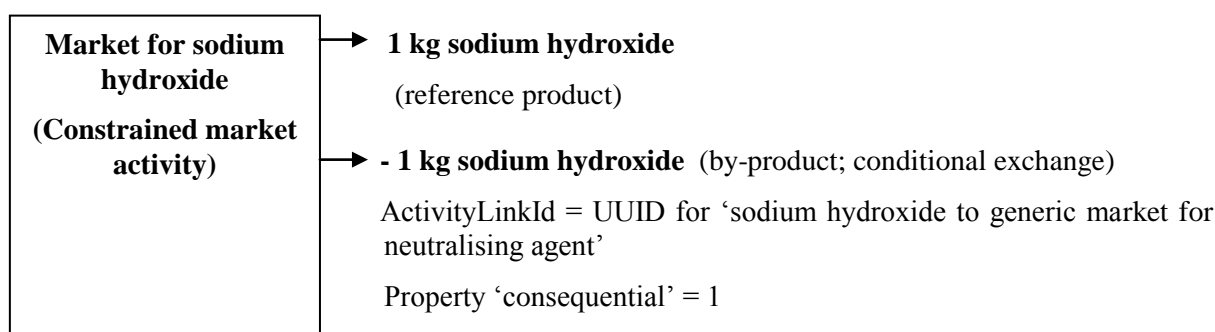 Market for sodium
hydroxide
(Constrained market
activity)
1 kg sodium hydroxide
(reference product)
- 1 kg sodium hydroxide (by-product; conditional exchange)
ActivityLinkId = UUID for ‘sodium hydroxide to generic market for
neutralising agent’
Property ‘consequential’ = 1